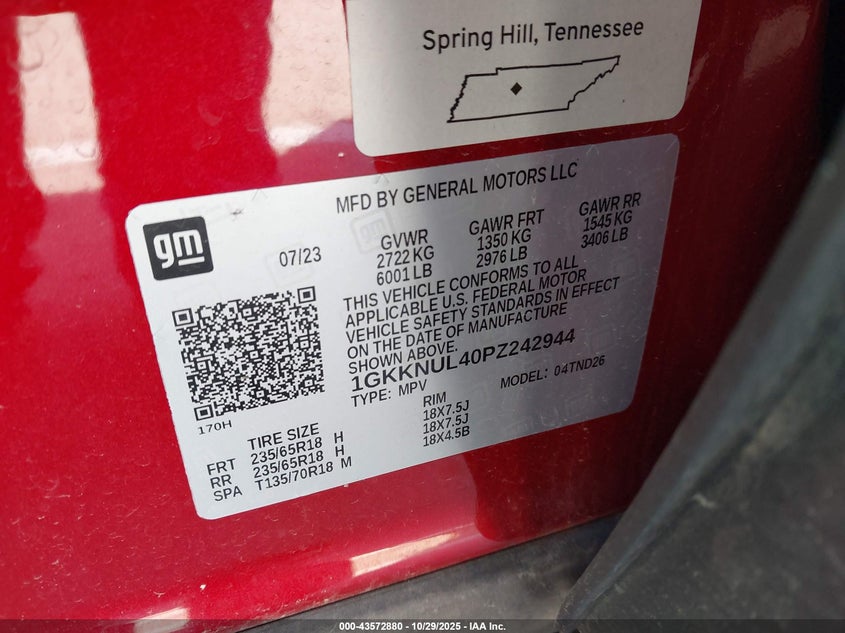 Spring Hill, Tennessee
MFD BY GENERAL MOTORS LLC
gm
07/23
GVWR
2722 KG
6001 LB
GAWR FRT
1350 KG
2976 LB
GAWR RR
1545 KG
3406 LB
THIS VEHICLE CONFORMS TO ALL
APPLICABLE U.S. FEDERAL MOTOR
VEHICLE SAFETY STANDARDS IN EFFECT
ON THE DATE OF MANUFACTURE
SHOWN ABOVE.
1GKKNUL40PZ242944
TYPE: MPV
MODEL: 04TND26
170H
TIRE SIZE
RIM
FRT 235/65R18 H 18X7.5J
RR 235/65R18 H 18X7.5J
SPA T135/70R18 M 18X4.5B
000-43572880 - 10/29/2025 - IAA Inc.